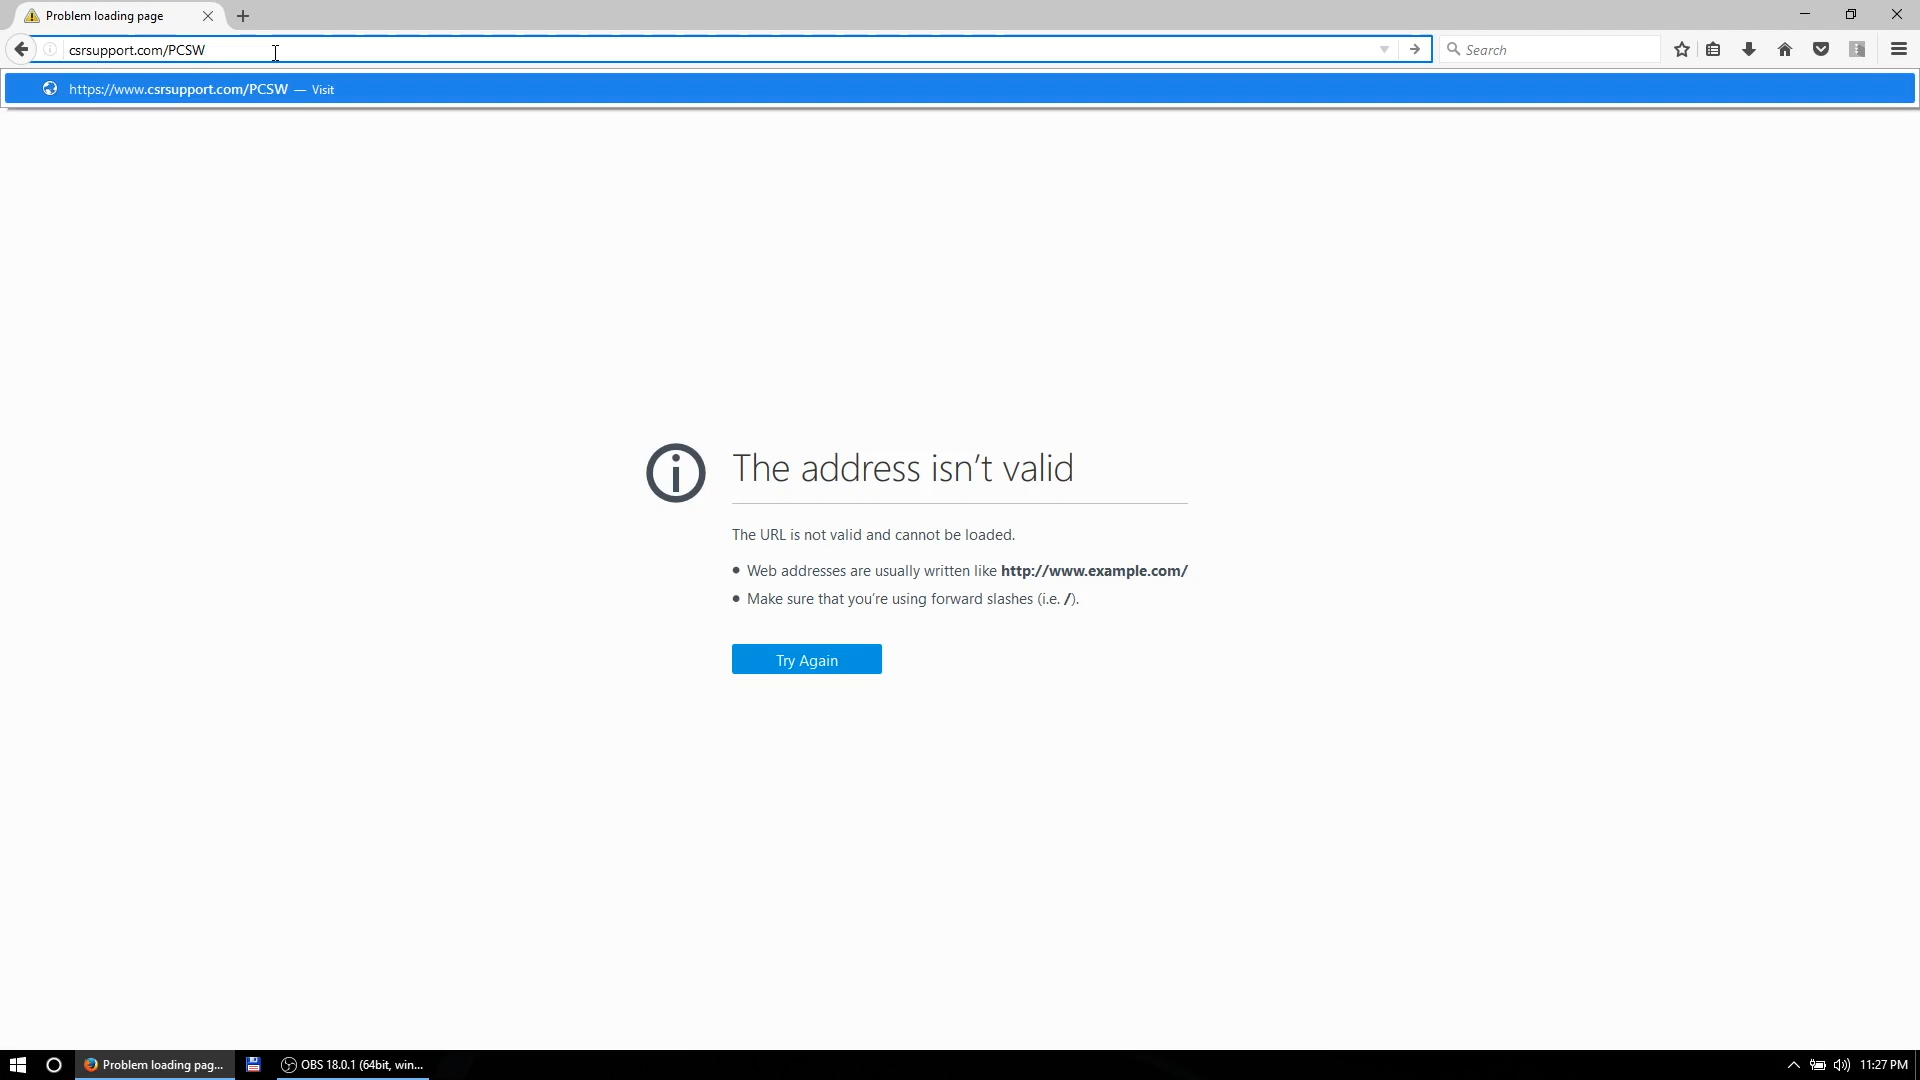 Problem loading page
csrsupport.com/PCSW
Search
https://www.csrsupport.com/PCSW — Visit
The address isn't valid
The URL is not valid and cannot be loaded.
• Web addresses are usually written like http://www.example.com/
• Make sure that you're using forward slashes (i.e. /).
Try Again
Problem loading pag...
OBS 18.0.1 (64bit, win...
11:27 PM